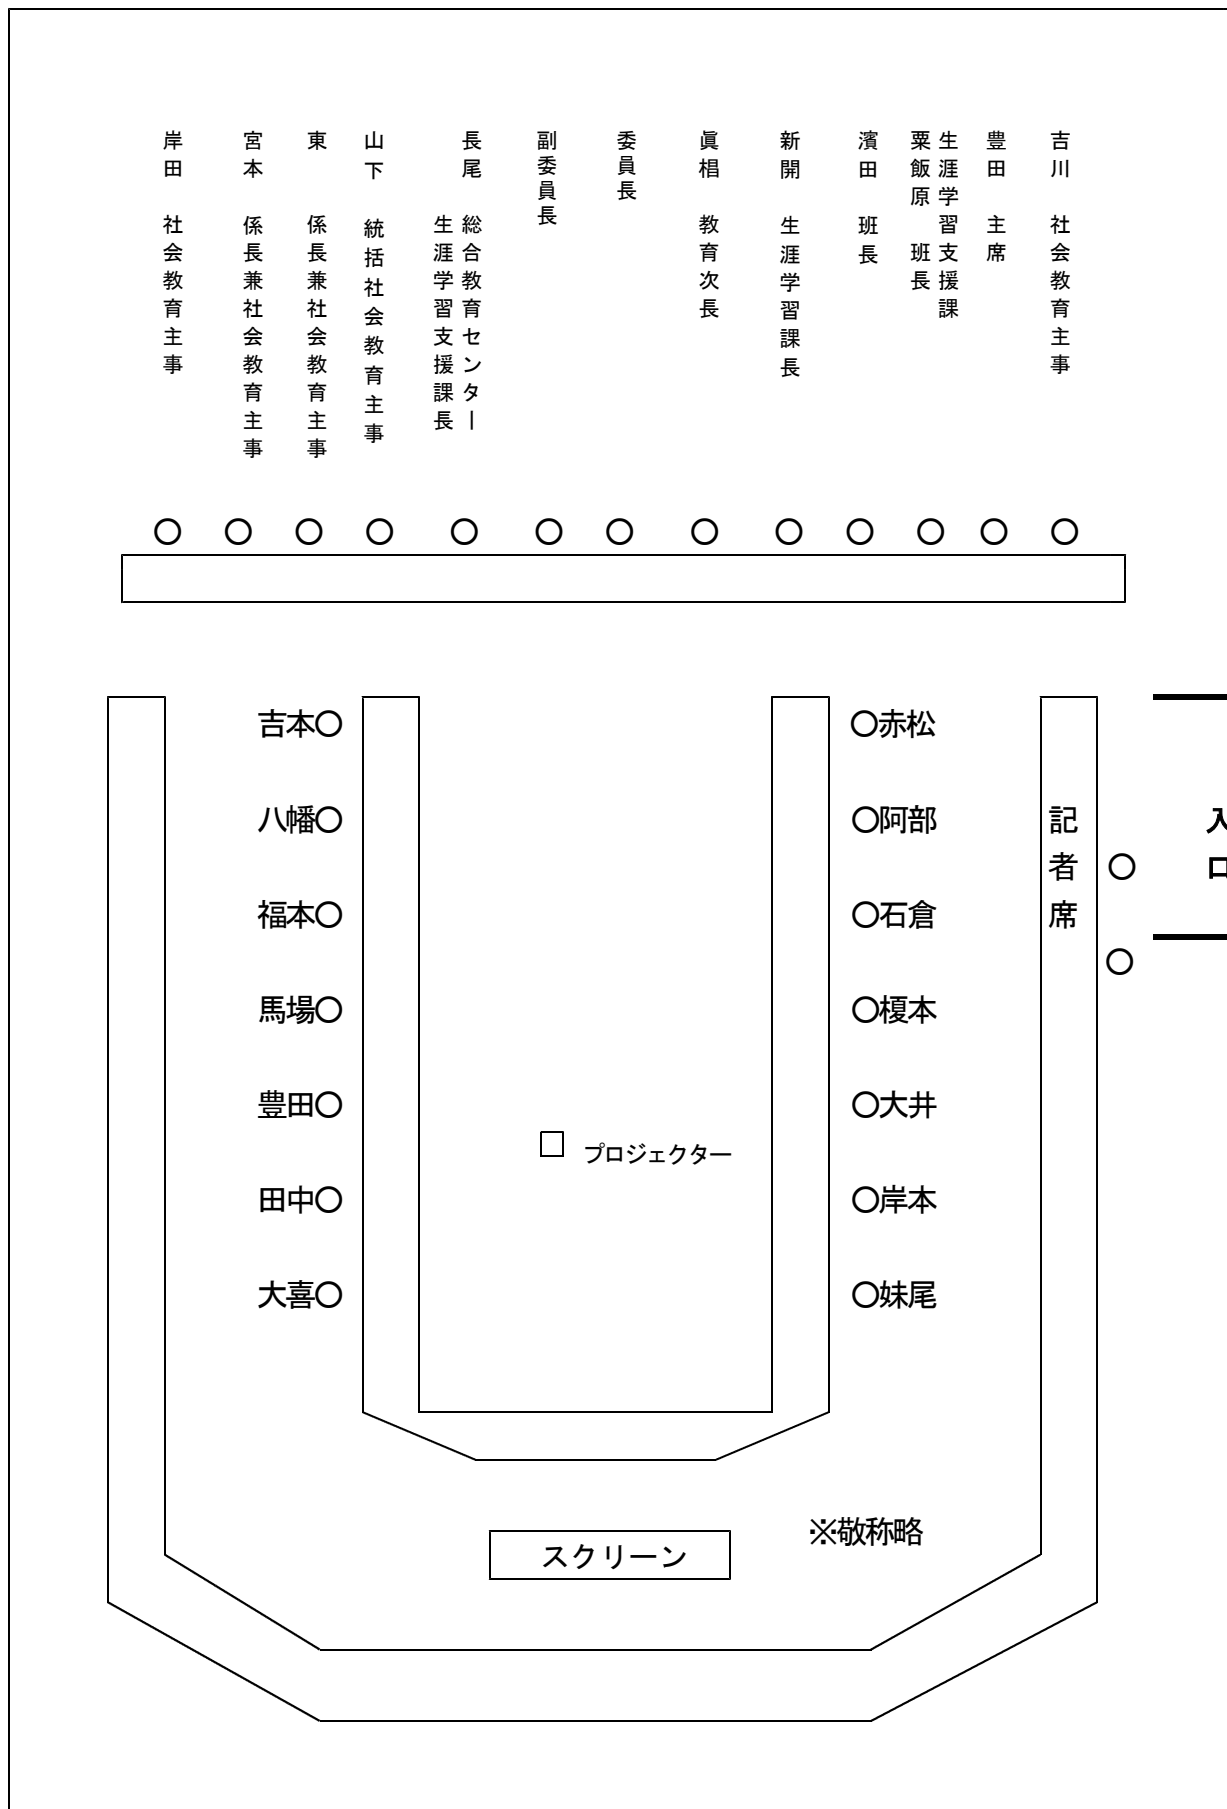 吉川　社会教育主事
豊田　主席
生涯学習支援課
粟飯原　班長
濱田　班長
新開　生涯学習課長
眞椙　教育次長
委員長
副委員長
長尾　総合教育センター
生涯学習支援課長
山下　統括社会教育主事
東　係長兼社会教育主事
宮本　係長兼社会教育主事
岸田　社会教育主事
吉本○
○赤松
八幡○
○阿部
福本○
○石倉
馬場○
○榎本
豊田○
○大井
田中○
○岸本
大喜○
○妹尾
記者席
入口
プロジェクター
※敬称略
スクリーン